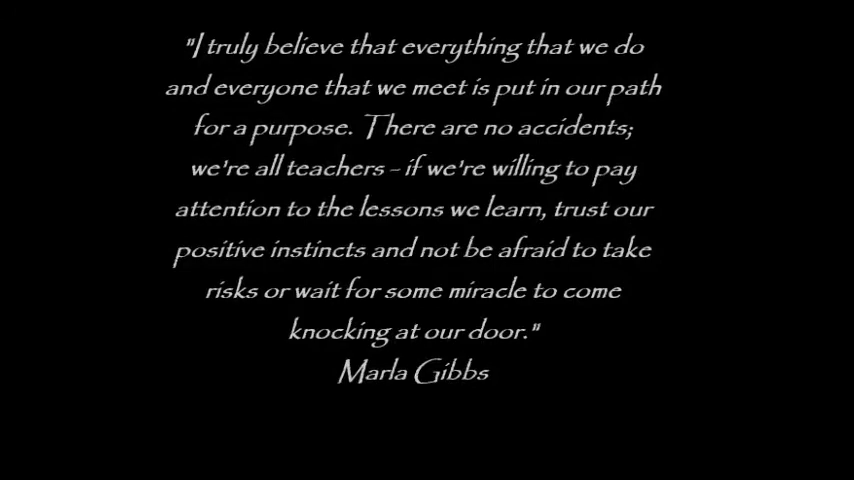 "I truly believe that everything that we do
and everyone that we meet is put in our path
for a purpose. There are no accidents;
we're all teachers - if we're willing to pay
attention to the lessons we learn, trust our
positive instincts and not be afraid to take
risks or wait for some miracle to come
knocking at our door."
Marla Gibbs